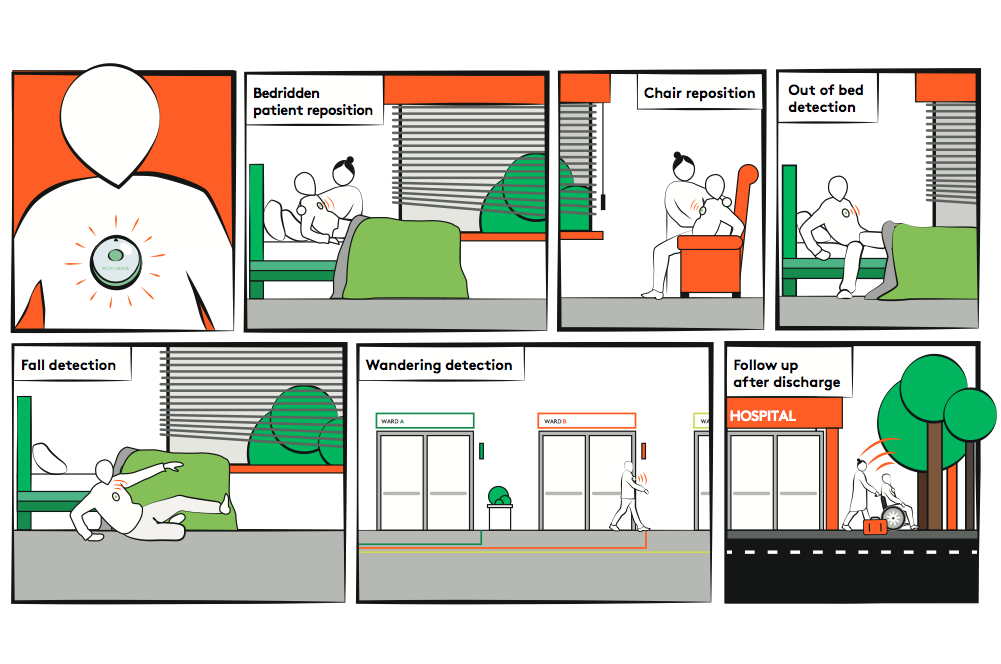 Bedridden
patient reposition
Chair reposition
Out of bed
detection
Fall detection
Wandering detection
WARD A
WARD B
WA
Follow up
after discharge
HOSPITAL